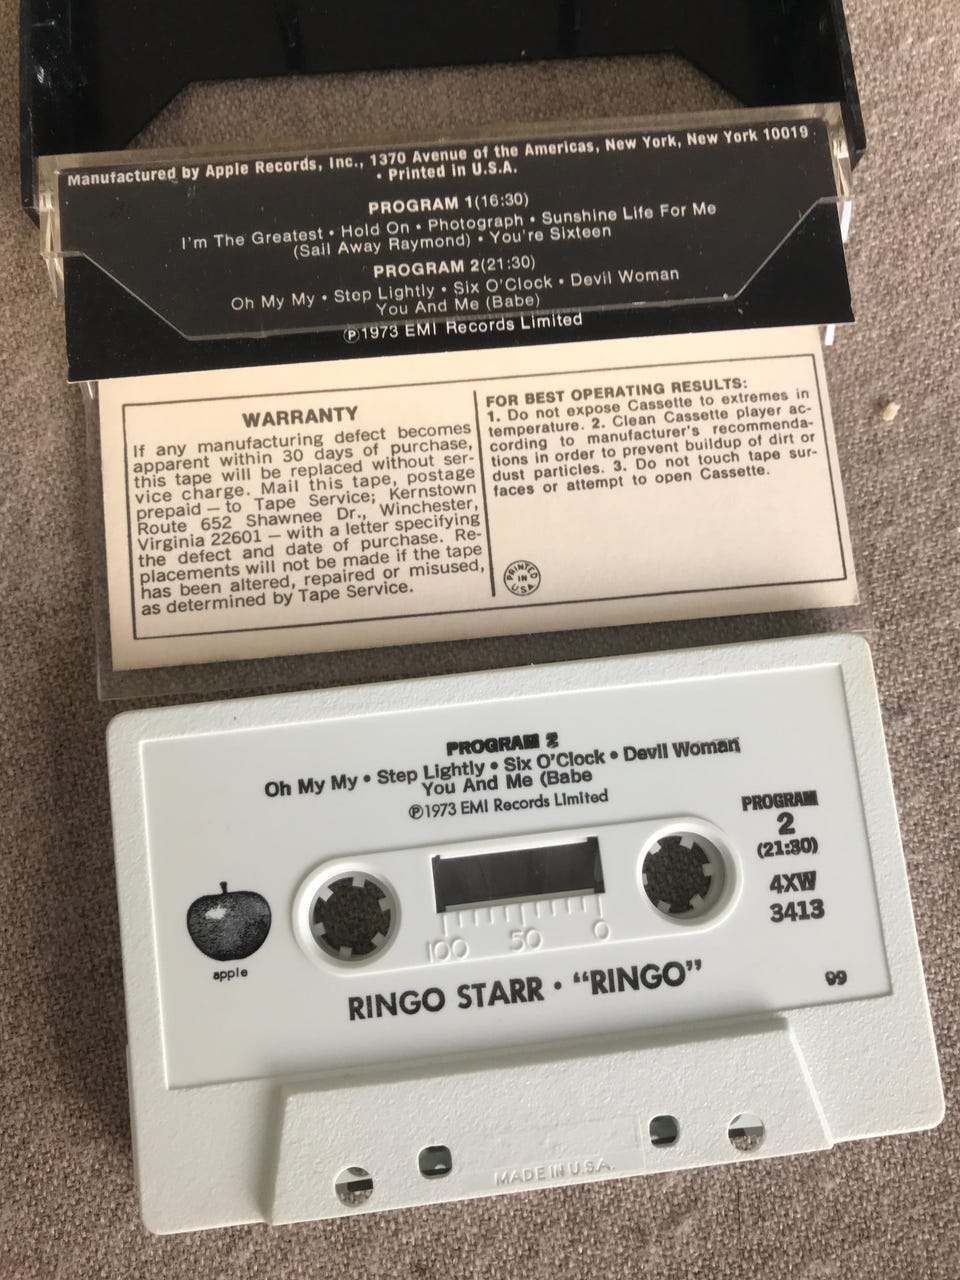 Manufactured by Apple Records, Inc., 1370 Avenue of the Americas, New York, New York 10019
• Printed in U.S.A.
PROGRAM 1(16:30)
I'm The Greatest • Hold On • Photograph • Sunshine Life For Me
(Sail Away Raymond) • You're Sixteen
PROGRAM 2(21:30)
Oh My My • Step Lightly • Six O'Clock • Devil Woman
You And Me (Babe)
Ⓟ1973 EMI Records Limited
WARRANTY
If any manufacturing defect becomes
apparent within 30 days of purchase,
this tape will be replaced without ser-
vice charge. Mail this tape, postage
prepaid — to Tape Service; Kernstown
Route 652 Shawnee Dr., Winchester,
Virginia 22601 — with a letter specifying
the defect and date of purchase. Re-
placements will not be made if the tape
has been altered, repaired or misused,
as determined by Tape Service.
FOR BEST OPERATING RESULTS:
1. Do not expose Cassette to extremes in
temperature. 2. Clean Cassette player ac-
cording to manufacturer's recommenda-
tions in order to prevent buildup of dirt or
dust particles. 3. Do not touch tape sur-
faces or attempt to open Cassette.
PRINTED
IN
USA
PROGRAM 2
Oh My My • Step Lightly • Six O'Clock • Devil Woman
You And Me (Babe
Ⓟ1973 EMI Records Limited
PROGRAM
2
(21:30)
4XW
3413
apple
100 50 0
RINGO STARR • “RINGO”
99
MADE IN U.S.A.